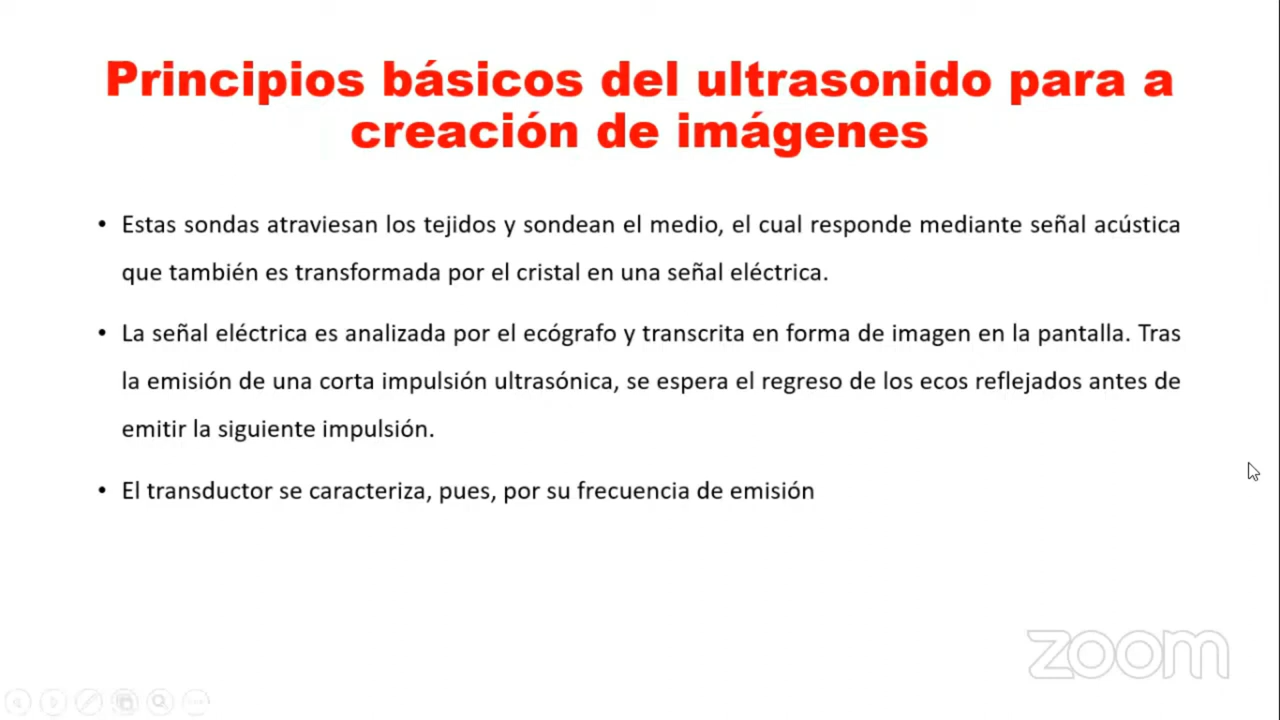 Principios básicos del ultrasonido para a
creación de imágenes
• Estas sondas atraviesan los tejidos y sondean el medio, el cual responde mediante señal acústica
que también es transformada por el cristal en una señal eléctrica.
• La señal eléctrica es analizada por el ecógrafo y transcrita en forma de imagen en la pantalla. Tras
la emisión de una corta impulsión ultrasónica, se espera el regreso de los ecos reflejados antes de
emitir la siguiente impulsión.
• El transductor se caracteriza, pues, por su frecuencia de emisión
zoom